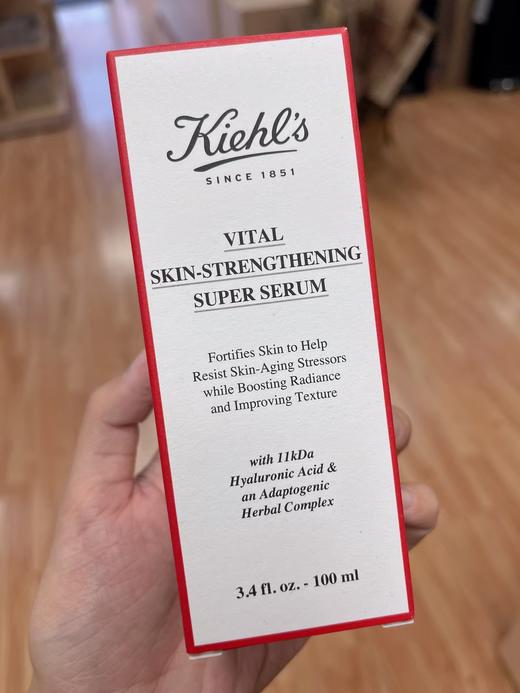 Kiehl's
SINCE 1851
VITAL
SKIN-STRENGTHENING
SUPER SERUM
Fortifies Skin to Help
Resist Skin-Aging Stressors
while Boosting Radiance
and Improving Texture
with 11kDa
Hyaluronic Acid &
an Adaptogenic
Herbal Complex
3.4 fl. oz. - 100 ml